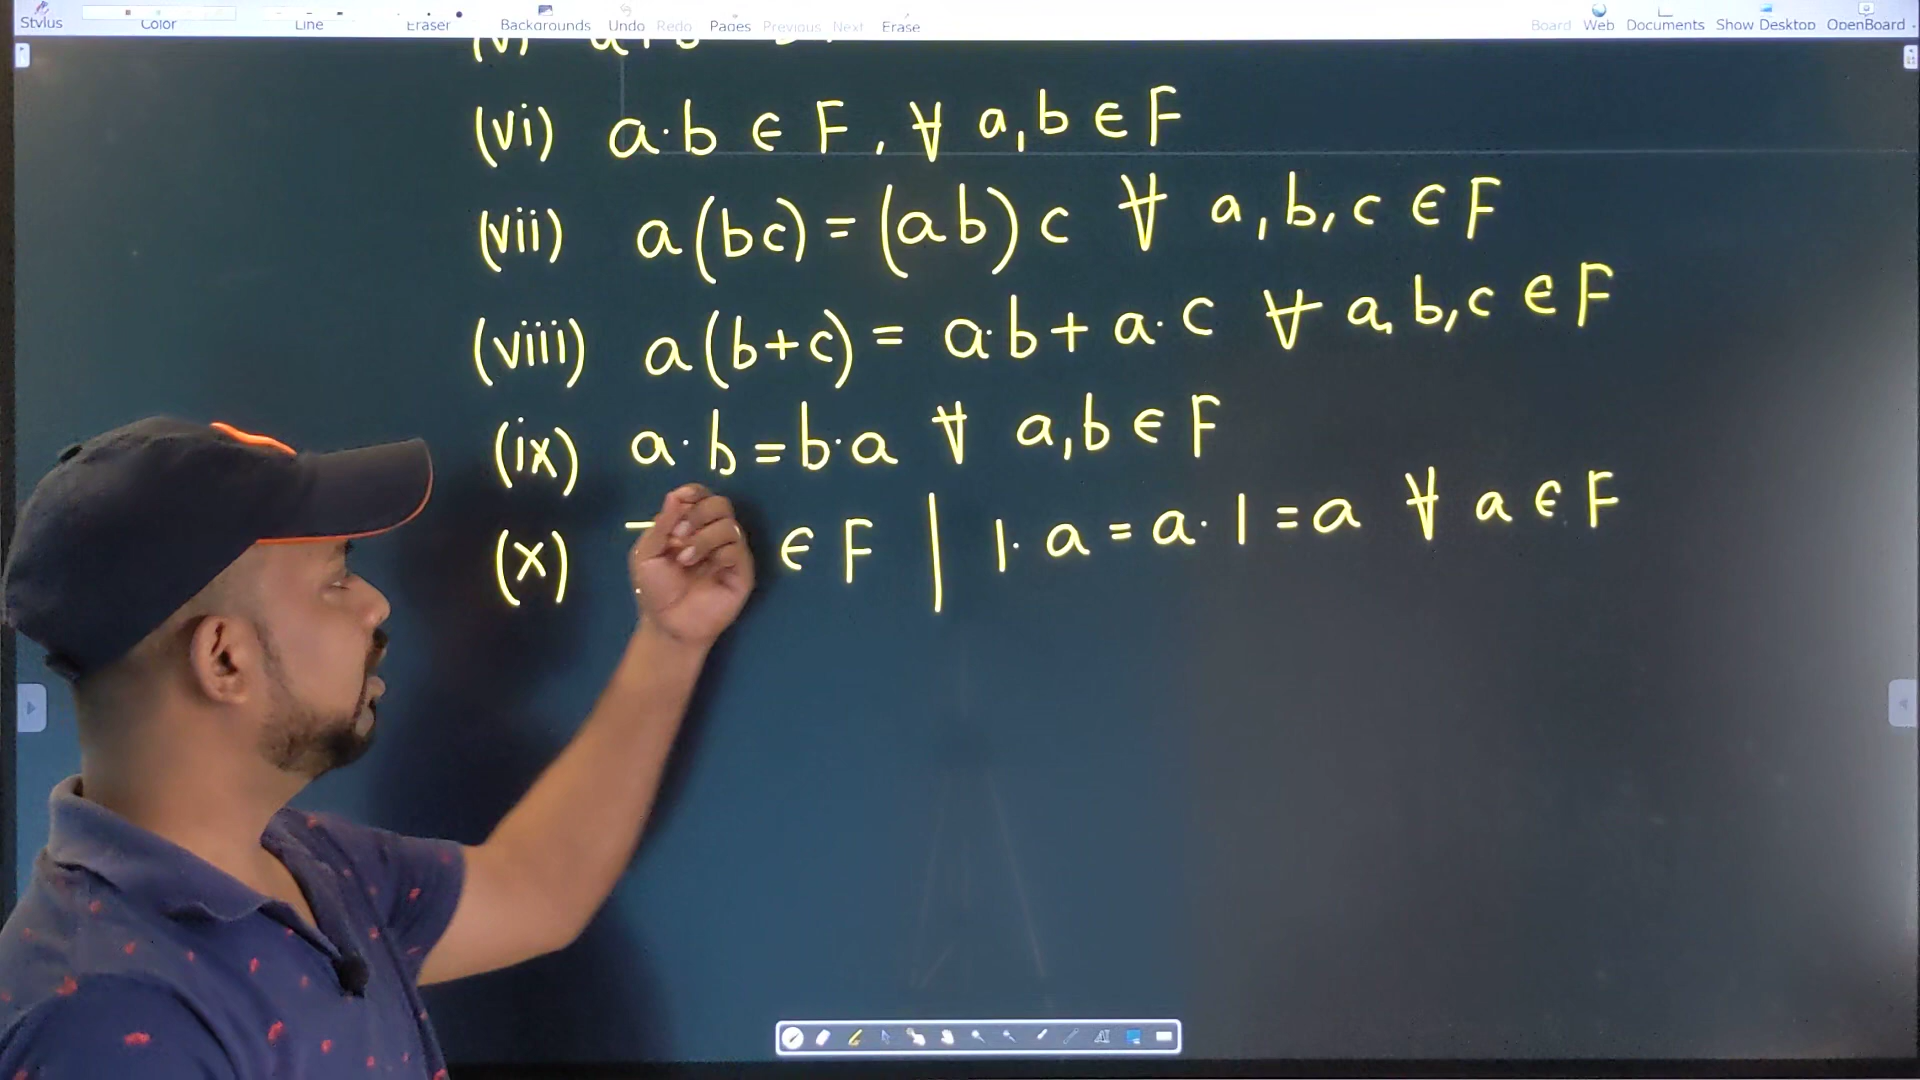 Stylus Color Line Eraser Backgrounds Undo Redo Pages Previous Next Erase Board Web Documents Show Desktop OpenBoard
(vi) a·b ∈ F, ∀ a,b ∈ F
(vii) a(bc) = (ab)c ∀ a,b,c ∈ F
(viii) a(b+c) = a·b + a·c ∀ a,b,c ∈ F
(ix) a·b = b·a ∀ a,b ∈ F
(x) ∈ F | 1·a = a·1 = a ∀ a ∈ F